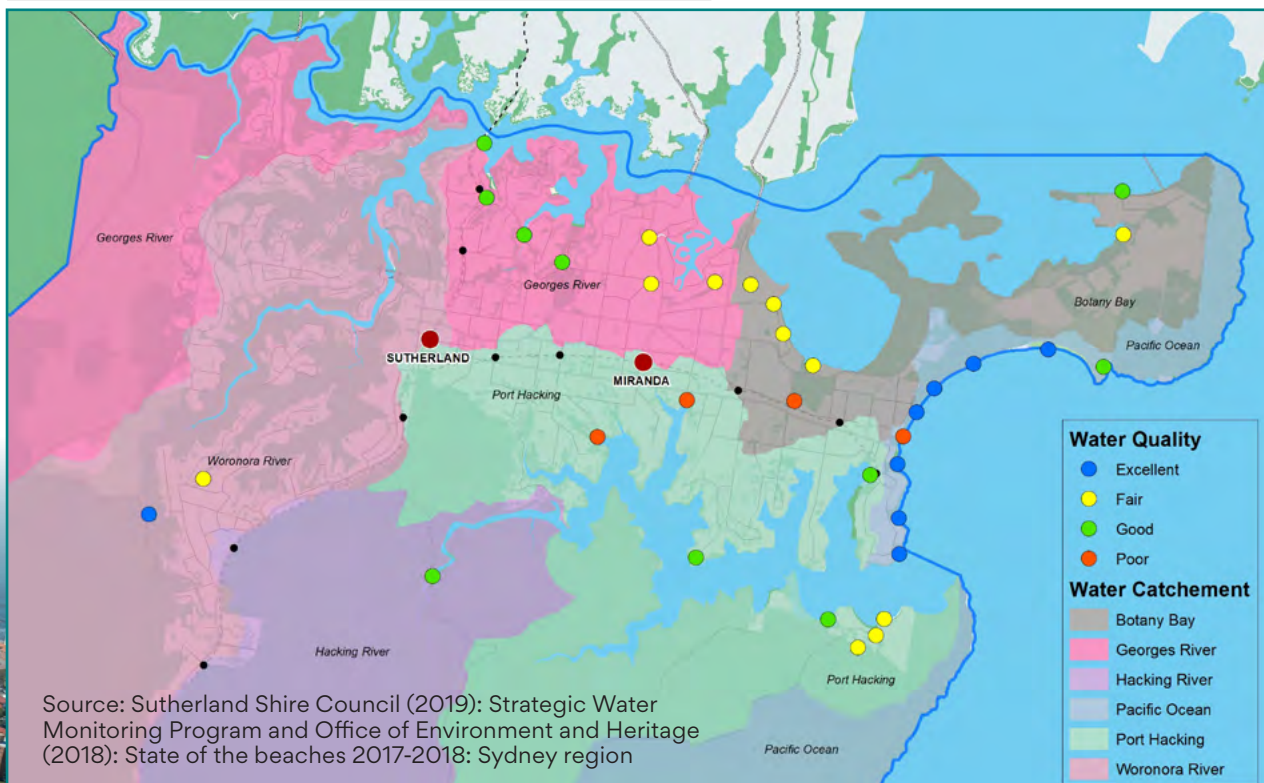 Georges River
Georges River
Botany Bay
Pacific Ocean
SUTHERLAND
MIRANDA
Port Hacking
Woronora River
Hacking River
Port Hacking
Pacific Ocean
Water Quality
Excellent
Fair
Good
Poor
Water Catchement
Botany Bay
Georges River
Hacking River
Pacific Ocean
Port Hacking
Woronora River
Source: Sutherland Shire Council (2019): Strategic Water
Monitoring Program and Office of Environment and Heritage
(2018): State of the beaches 2017-2018: Sydney region